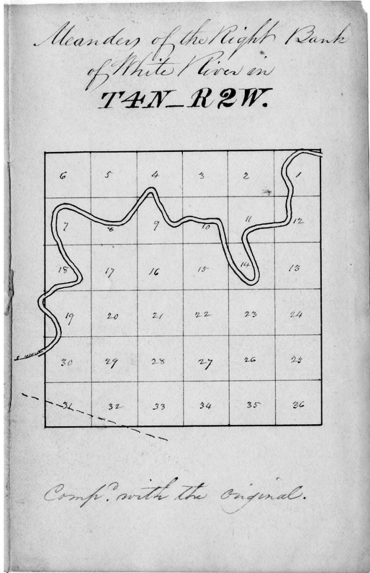 Meanders of the Right Bank
of White River in
T4N_R2W.
6 5 4 3 2 1
7 8 9 10 11 12
18 17 16 15 14 13
19 20 21 22 23 24
30 29 28 27 26 25
31 32 33 34 35 36
Comp.d with the original.